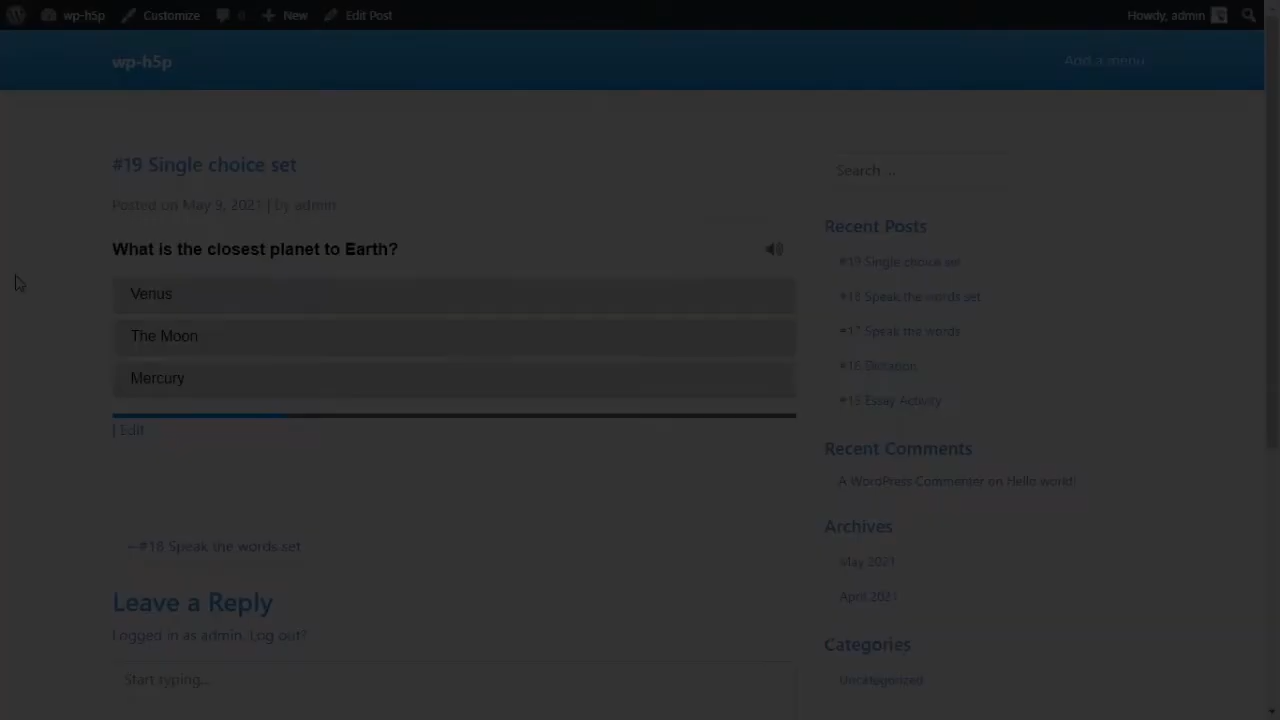 wp-h5p
Customize
0
New
Edit Post
Howdy, admin
wp-h5p
Add a menu
#19 Single choice set
Posted on May 9, 2021 | by admin
What is the closest planet to Earth?
Venus
The Moon
Mercury
| Edit
←#18 Speak the words set
Leave a Reply
Logged in as admin. Log out?
Start typing...
Search …
Recent Posts
#19 Single choice set
#18 Speak the words set
#17 Speak the words
#16 Dictation
#15 Essay Activity
Recent Comments
A WordPress Commenter on Hello world!
Archives
May 2021
April 2021
Categories
Uncategorized